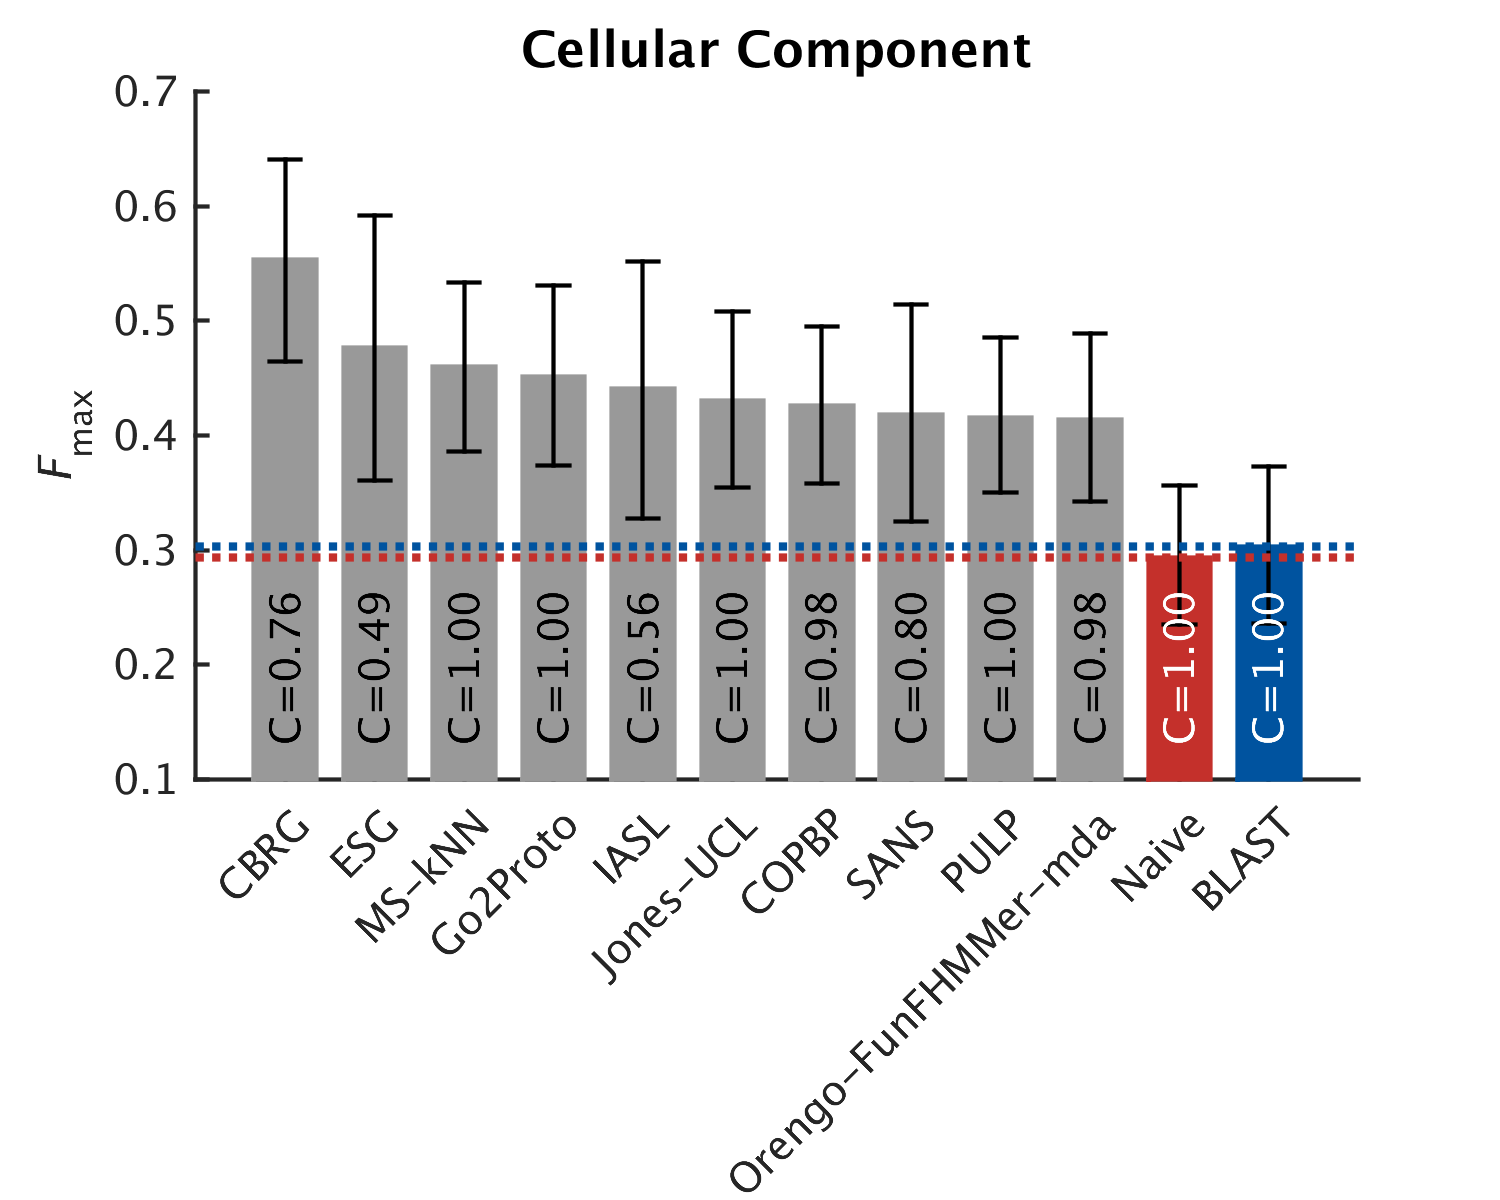 Cellular Component
0.7
0.6
0.5
0.4
0.3
0.2
0.1
Fmax
C=0.76
C=0.49
C=1.00
C=1.00
C=0.56
C=1.00
C=0.98
C=0.80
C=1.00
C=0.98
C=1.00
C=1.00
CBRG
ESG
MS-kNN
Go2Proto
IASL
Jones-UCL
COPBP
SANS
PULP
Orengo-FunFHMMer-mda
Naive
BLAST